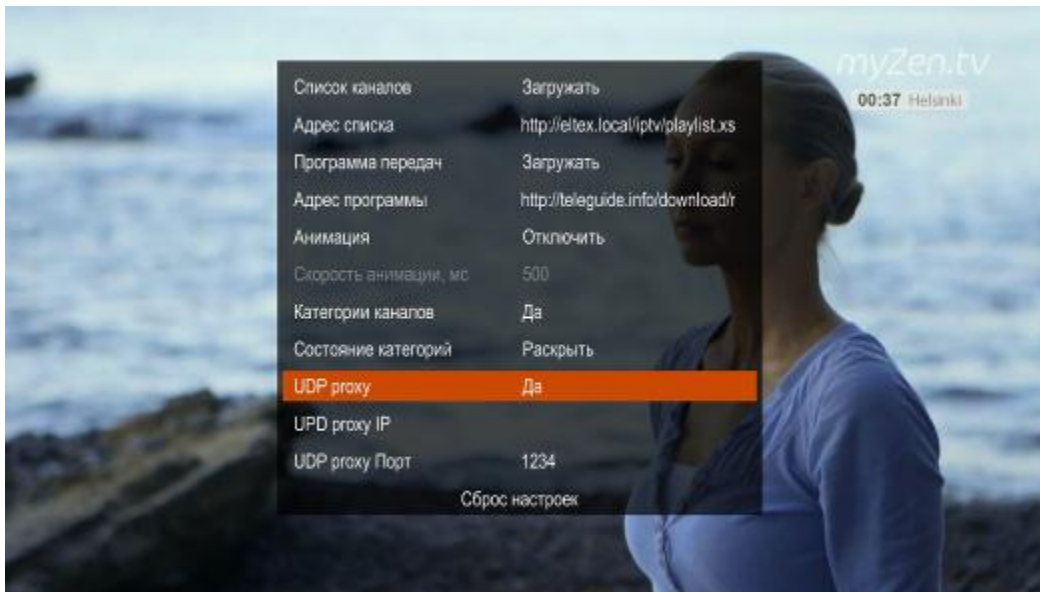 myZen.tv
00:37 Helsinki
Список каналов Загружать
Адрес списка http://eltex.local/iptv/playlist.xs
Программа передач Загружать
Адрес программы http://teleguide.info/download/r
Анимация Отключить
Скорость анимации, мс 500
Категории каналов Да
Состояние категорий Раскрыть
UDP proxy Да
UPD proxy IP
UDP proxy Порт 1234
Сброс настроек